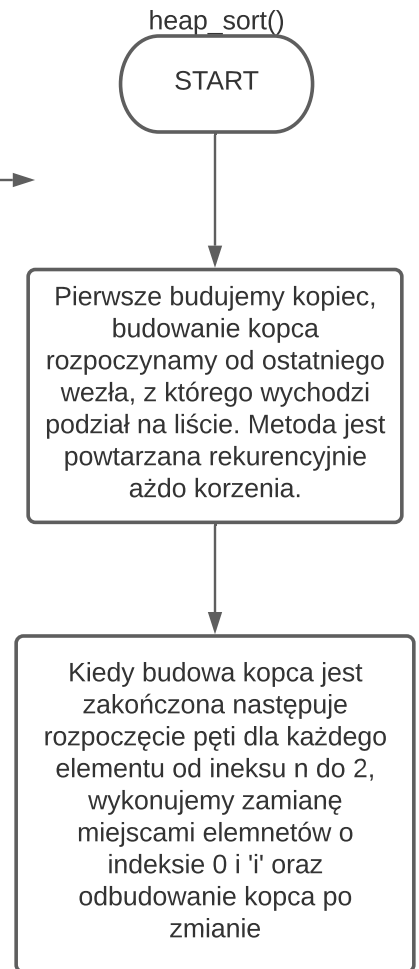 heap_sort()
START
Pierwsze budujemy kopiec,
budowanie kopca
rozpoczynamy od ostatniego
wezła, z którego wychodzi
podział na liście. Metoda jest
powtarzana rekurencyjnie
ażdo korzenia.
Kiedy budowa kopca jest
zakończona następuje
rozpoczęcie pęti dla każdego
elementu od ineksu n do 2,
wykonujemy zamianę
miejscami elemnetów o
indeksie 0 i 'i' oraz
odbudowanie kopca po
zmianie